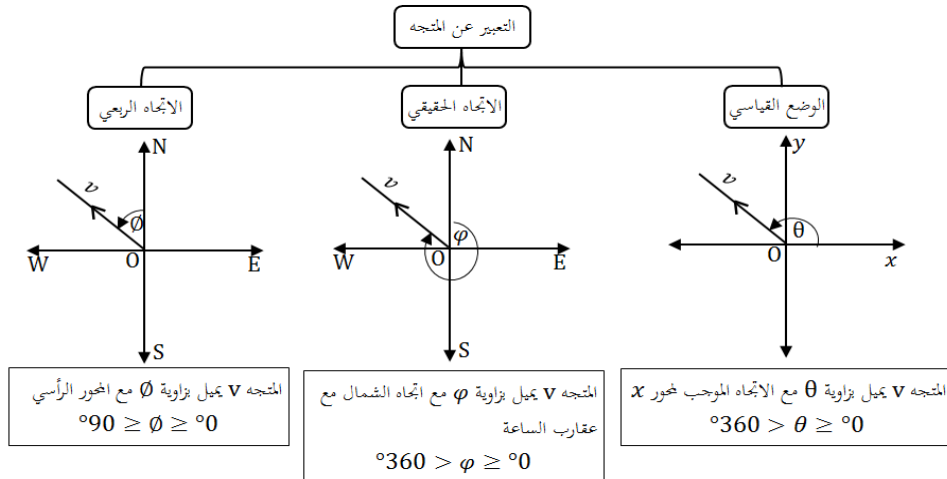 التعبير عن المتجه
الوضع القياسي
الاتجاه الحقيقي
الاتجاه الربعي
y
v
θ
O
x
N
v
φ
W
O
E
S
N
v
Ø
W
O
E
S
المتجه v يميل بزاوية θ مع الاتجاه الموجب لمحور x
°360 > θ ≥ °0
المتجه v يميل بزاوية φ مع اتجاه الشمال مع
عقارب الساعة
°360 > φ ≥ °0
المتجه v يميل بزاوية Ø مع المحور الرأسي
°90 ≥ Ø ≥ °0